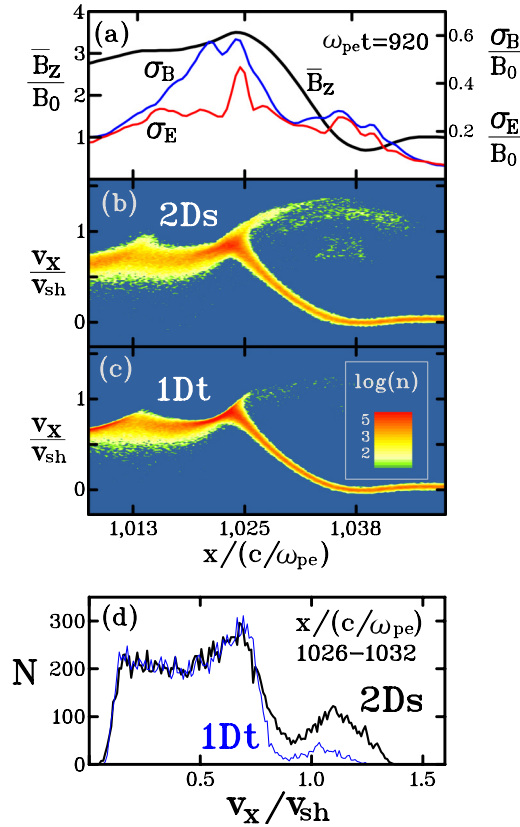 (a) ω_pe t=920
4 3 2 1
B̄_Z/B_0
σ_B
B̄_Z
σ_E
0.6 0.4 0.2
σ_B/B_0
σ_E/B_0
(b) 2Ds
1 0
v_x/v_sh
(c) 1Dt
1 0
v_x/v_sh
log(n)
5 3 2
1,013 1,025 1,038
x/(c/ω_pe)
(d)
x/(c/ω_pe)
1026–1032
300 200 100 0
N
2Ds
1Dt
0.5 1.0 1.5
v_x/v_sh